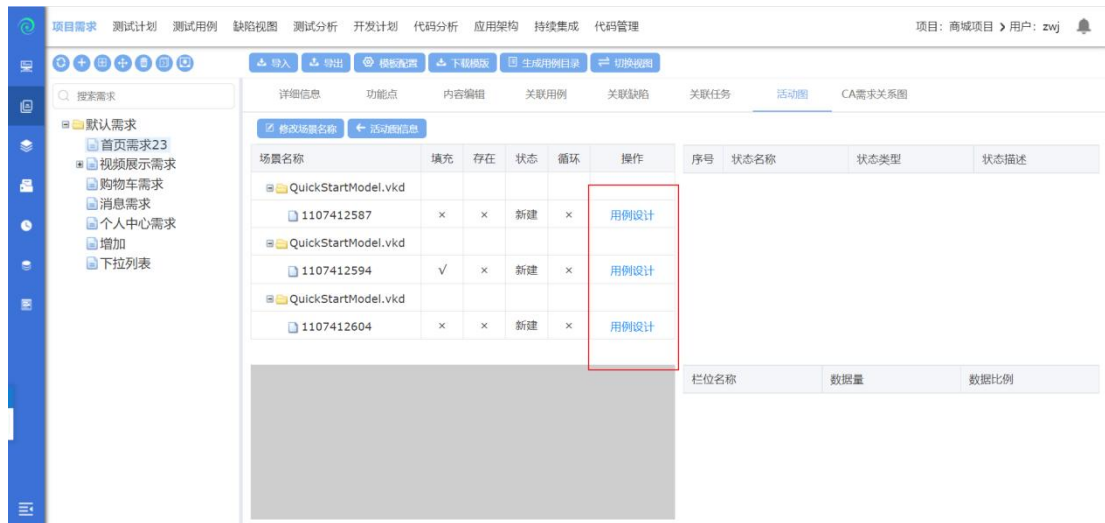 项目需求 测试计划 测试用例 缺陷视图 测试分析 开发计划 代码分析 应用架构 持续集成 代码管理 项目: 商城项目 用户: zwj
导入 导出 模板配置 下载模版 生成用例目录 切换视图
搜索需求 详细信息 功能点 内容编辑 关联用例 关联缺陷 关联任务 活动图 CA需求关系图
默认需求
首页需求23
视频展示需求
购物车需求
消息需求
个人中心需求
增加
下拉列表
修改场景名称 活动图信息
场景名称 填充 存在 状态 循环 操作
QuickStartModel.vkd
1107412587 × × 新建 × 用例设计
QuickStartModel.vkd
1107412594 √ × 新建 × 用例设计
QuickStartModel.vkd
1107412604 × × 新建 × 用例设计
序号 状态名称 状态类型 状态描述
栏位名称 数据量 数据比例